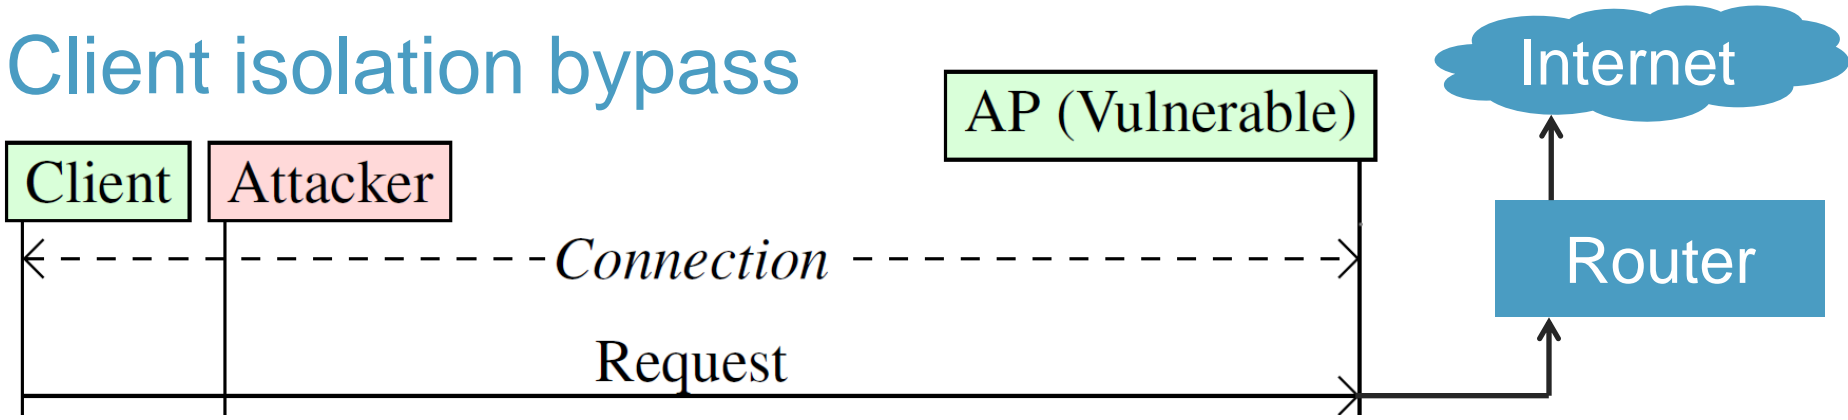 Client isolation bypass
Internet
AP (Vulnerable)
Client
Attacker
Connection
Router
Request